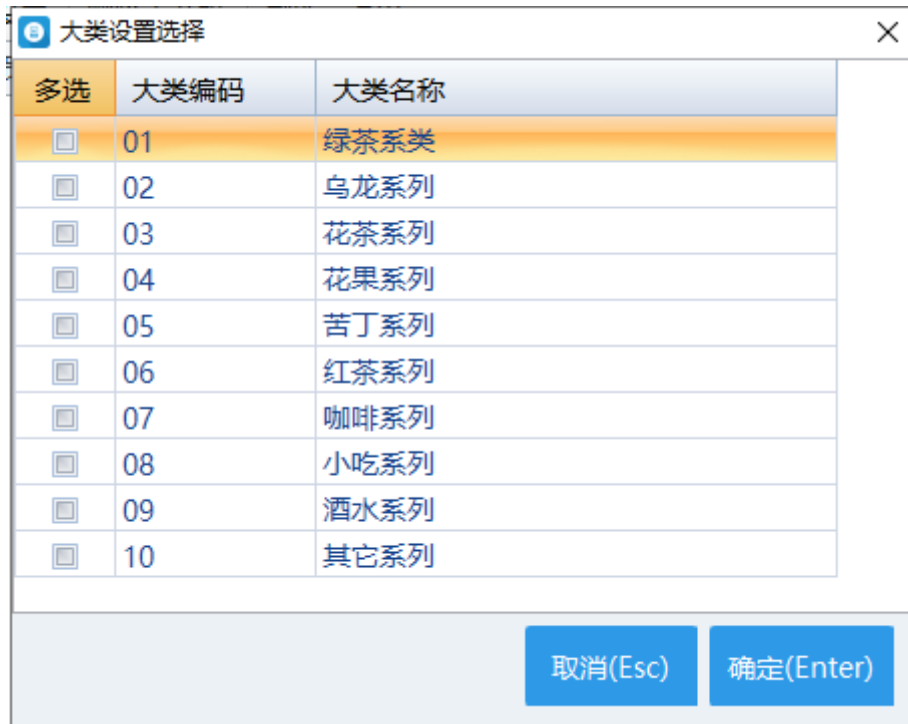 大类设置选择
多选 大类编码 大类名称
01 绿茶系类
02 乌龙系列
03 花茶系列
04 花果系列
05 苦丁系列
06 红茶系列
07 咖啡系列
08 小吃系列
09 酒水系列
10 其它系列
取消(Esc) 确定(Enter)